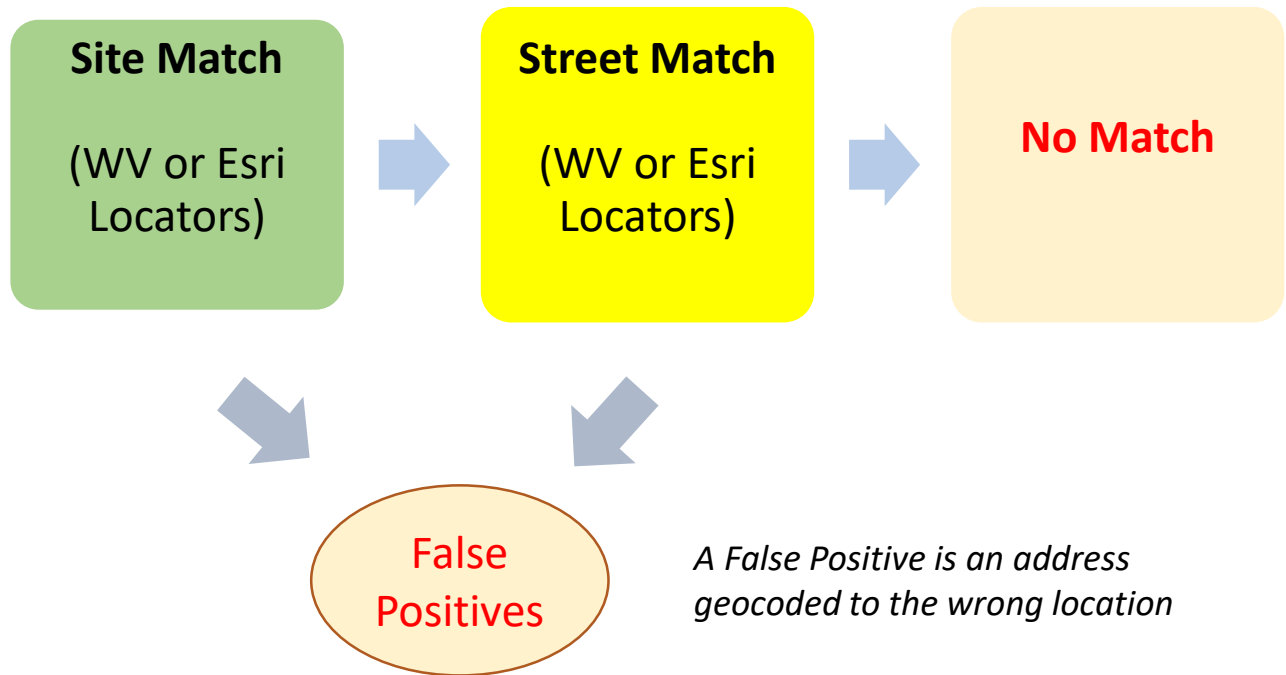 Site Match
(WV or Esri
Locators)
Street Match
(WV or Esri
Locators)
No Match
False
Positives
A False Positive is an address
geocoded to the wrong location